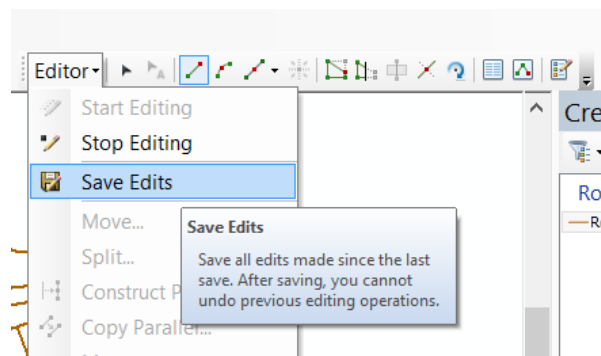 Editor
Start Editing
Cre
Stop Editing
Save Edits
Ro
Move...
Save Edits
Split...
Save all edits made since the last
save. After saving, you cannot
undo previous editing operations.
Construct P
Copy Parallel...